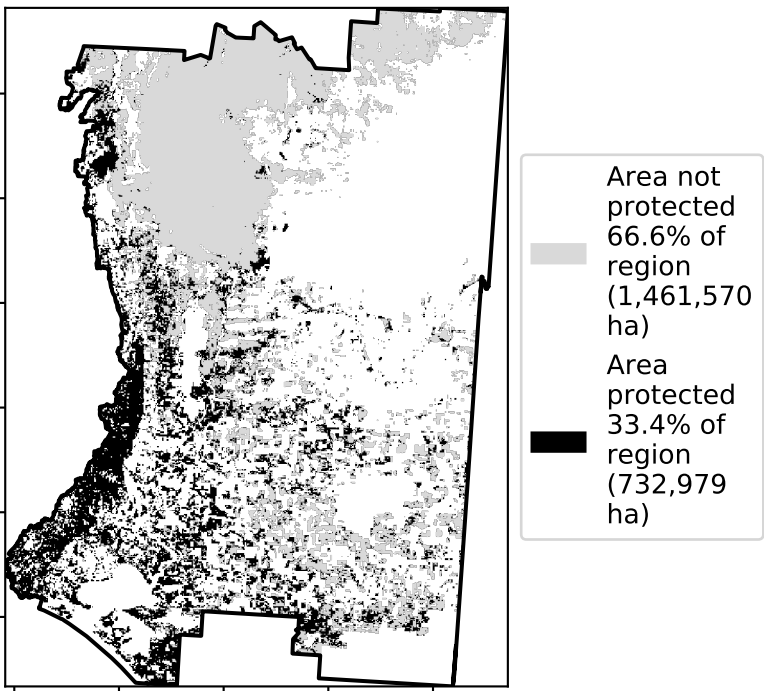 Area not
protected
66.6% of
region
(1,461,570
ha)
Area
protected
33.4% of
region
(732,979
ha)